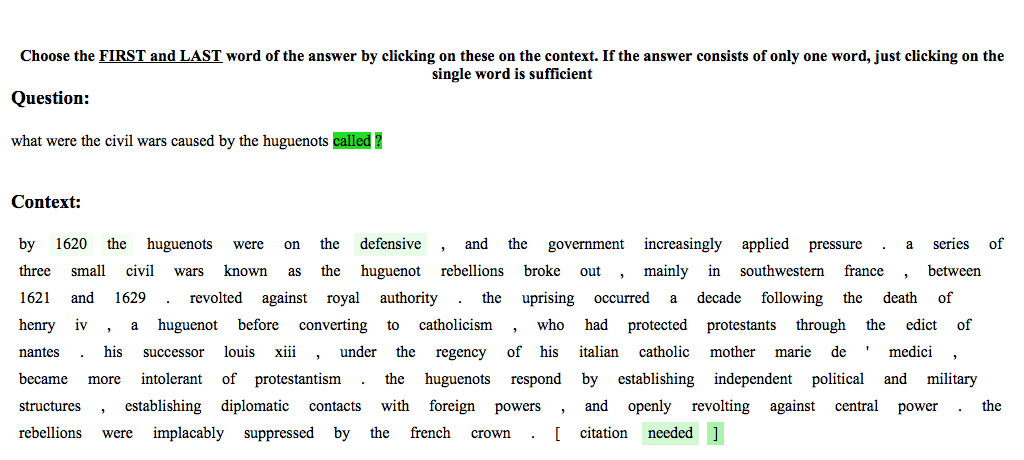 Choose the FIRST and LAST word of the answer by clicking on these on the context. If the answer consists of only one word, just clicking on the
single word is sufficient
Question:
what were the civil wars caused by the huguenots called ?
Context:
by 1620 the huguenots were on the defensive , and the government increasingly applied pressure . a series of
three small civil wars known as the huguenot rebellions broke out , mainly in southwestern france , between
1621 and 1629 . revolted against royal authority . the uprising occurred a decade following the death of
henry iv , a huguenot before converting to catholicism , who had protected protestants through the edict of
nantes . his successor louis xiii , under the regency of his italian catholic mother marie de ' medici ,
became more intolerant of protestantism . the huguenots respond by establishing independent political and military
structures , establishing diplomatic contacts with foreign powers , and openly revolting against central power . the
rebellions were implacably suppressed by the french crown . [ citation needed ]